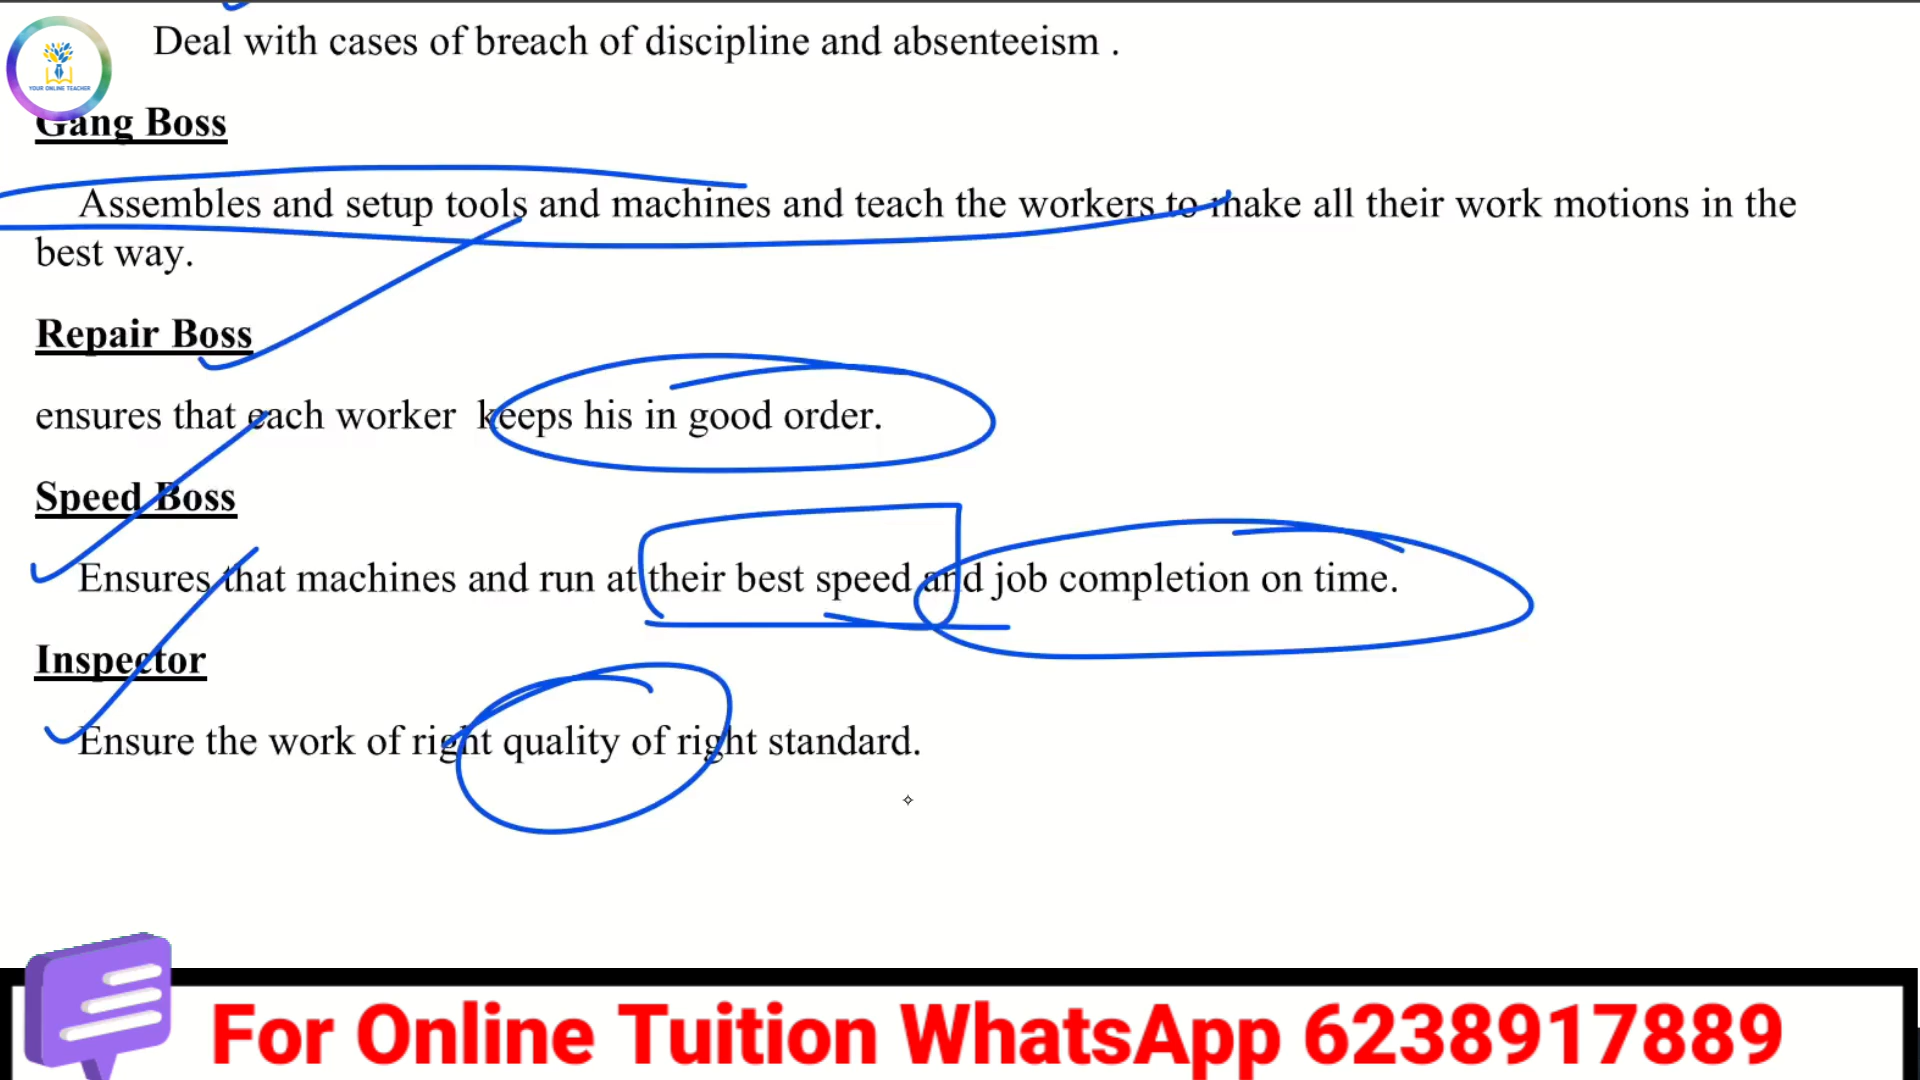 Deal with cases of breach of discipline and absenteeism .
YOUR ONLINE TEACHER
Gang Boss
Assembles and setup tools and machines and teach the workers to make all their work motions in the
best way.
Repair Boss
ensures that each worker keeps his in good order.
Speed Boss
Ensures that machines and run at their best speed and job completion on time.
Inspector
Ensure the work of right quality of right standard.
For Online Tuition WhatsApp 6238917889